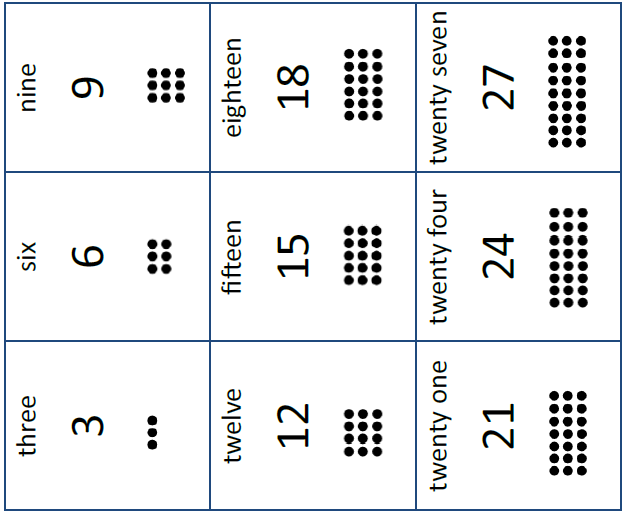 three
3
six
6
nine
9
twelve
12
fifteen
15
eighteen
18
twenty one
21
twenty four
24
twenty seven
27